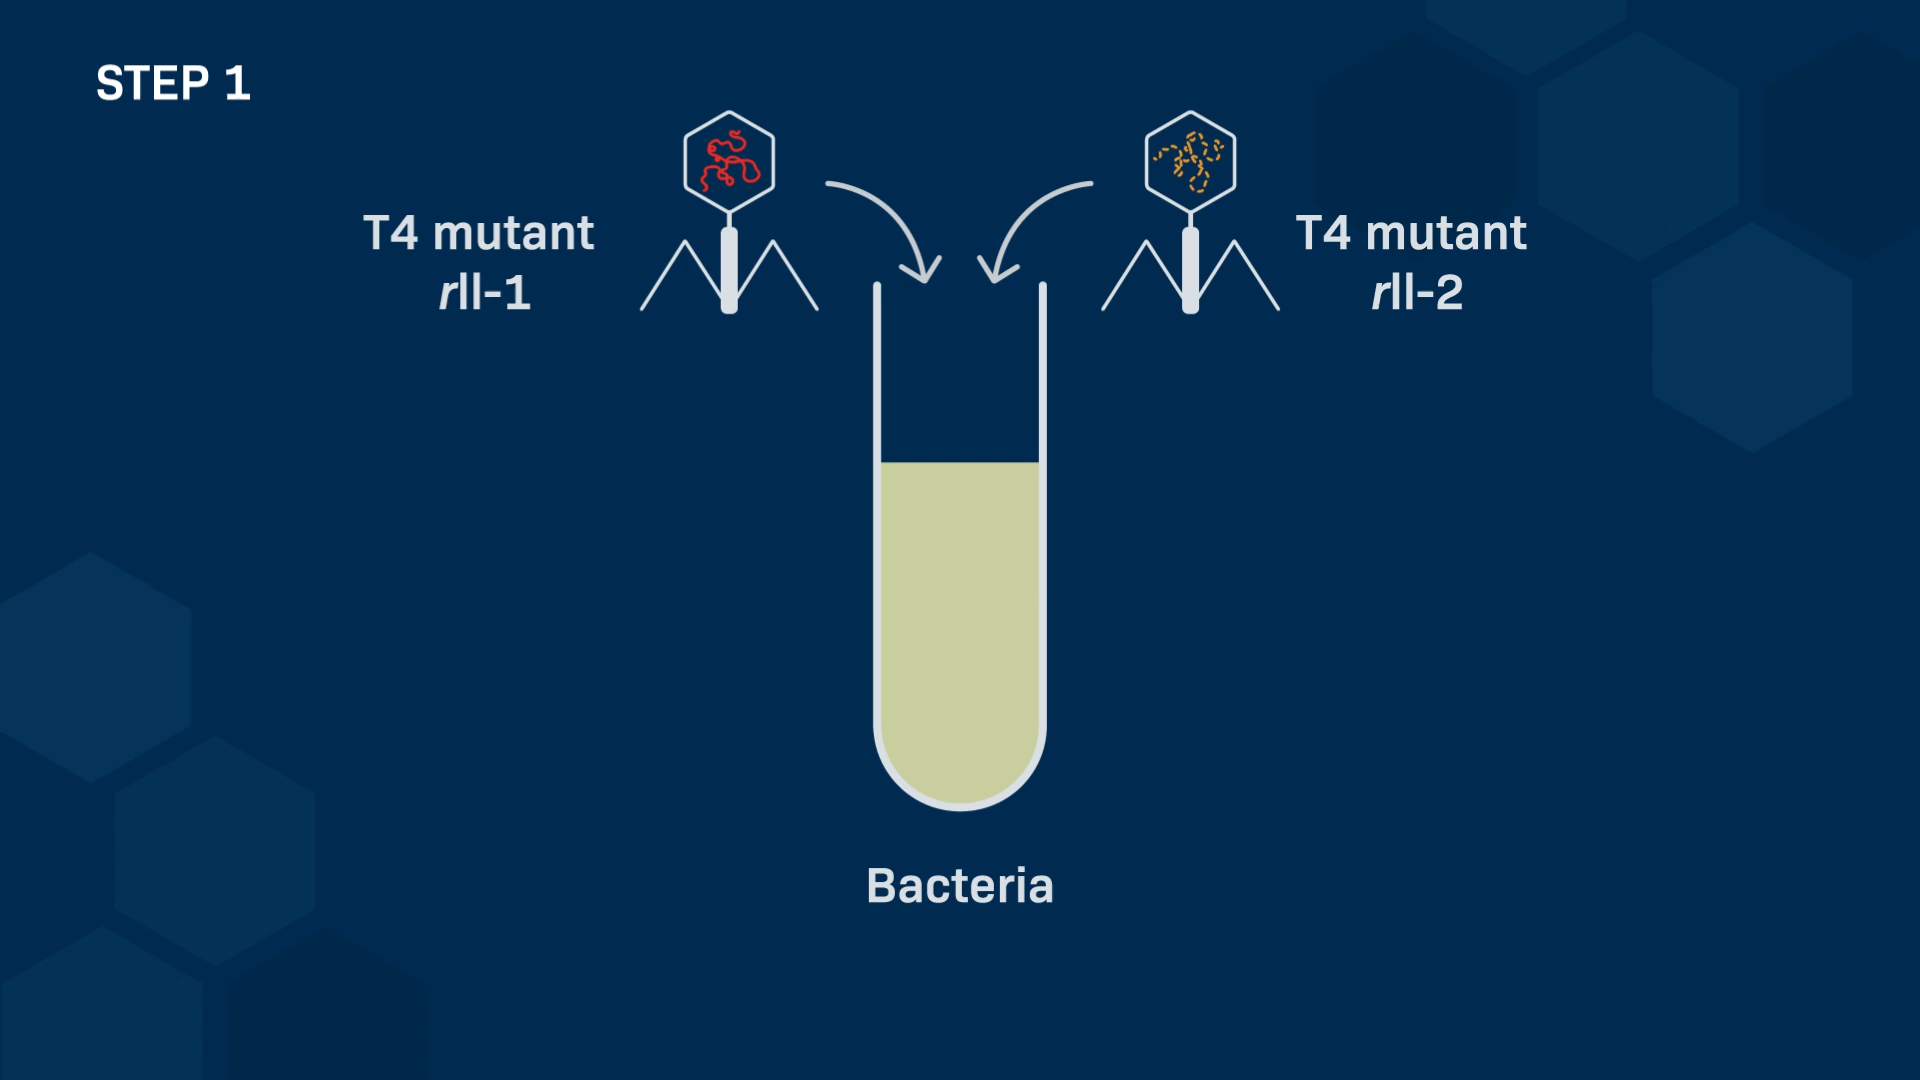 STEP 1
T4 mutant
rII-1
T4 mutant
rII-2
Bacteria